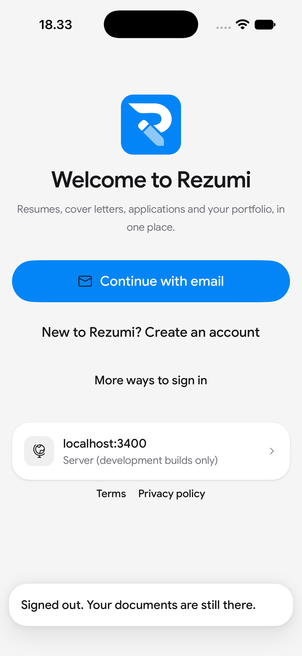 18.33
Welcome to Rezumi
Resumes, cover letters, applications and your portfolio, in
one place.
Continue with email
New to Rezumi? Create an account
More ways to sign in
localhost:3400
Server (development builds only)
Terms Privacy policy
Signed out. Your documents are still there.